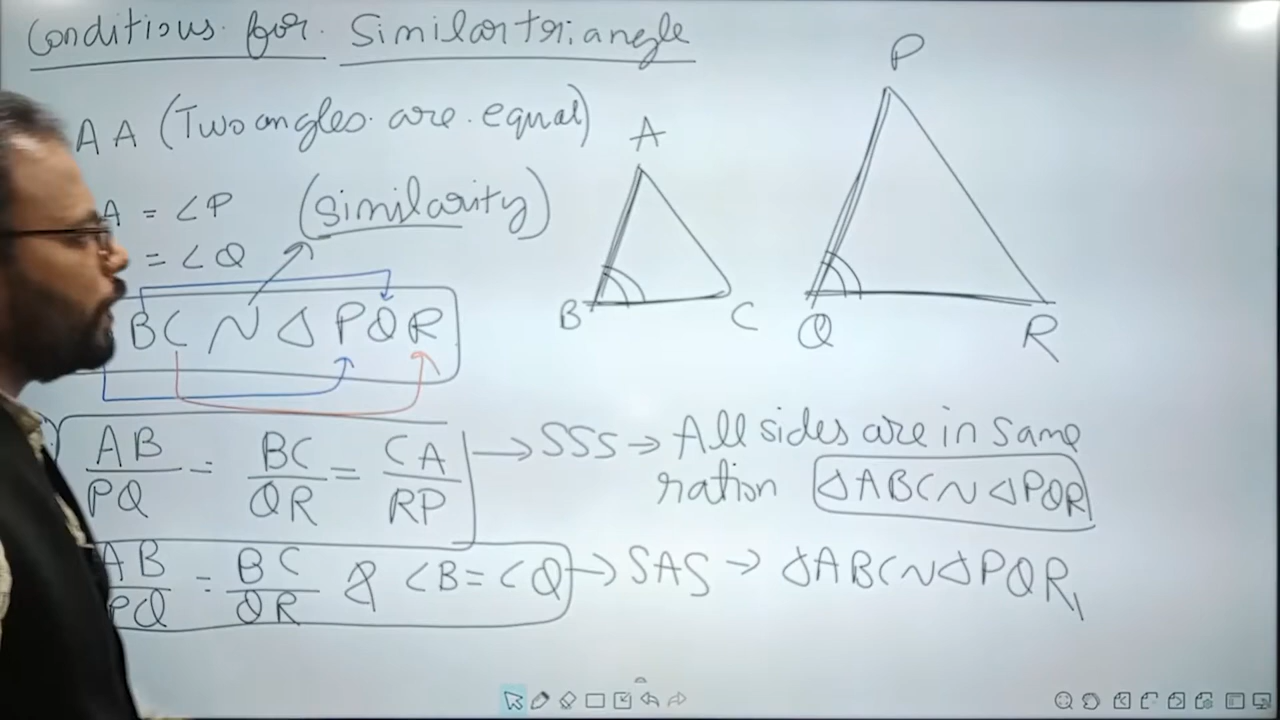 Conditions for Similar triangle
AA (Two angles are equal)
A = ∠P (similarity)
= ∠Q
BC ~ Δ PQR
AB/PQ = BC/QR = CA/RP → SSS → All sides are in same
ration ΔABC ~ ΔPQR
AB/PQ = BC/QR & ∠B = ∠Q → SAS → ΔABC ~ ΔPQR
A
B
C
P
Q
R